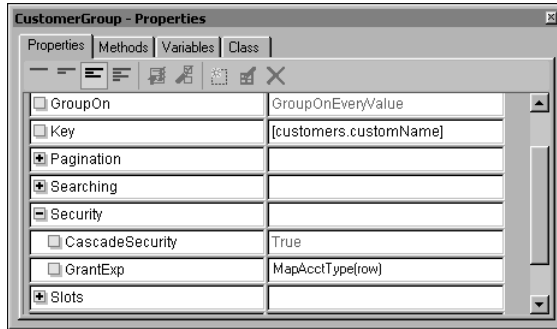 CustomerGroup - Properties
Properties Methods Variables Class
GroupOn GroupOnEveryValue
Key [customers.customName]
Pagination
Searching
Security
CascadeSecurity True
GrantExp MapAcctType(row)
Slots